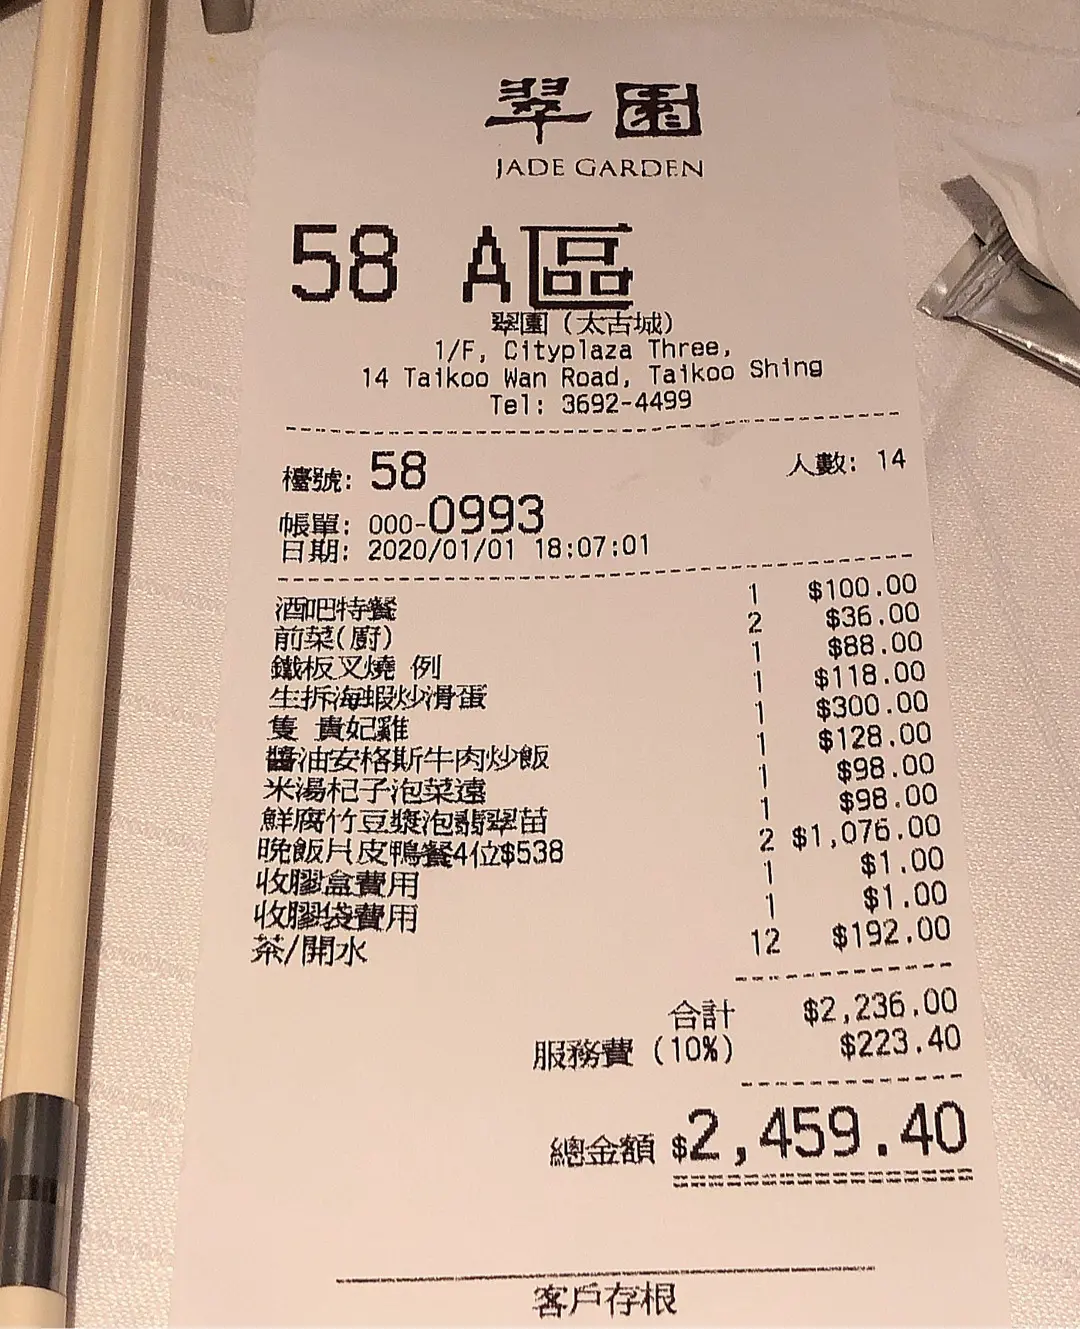 翠園
JADE GARDEN
58 A區
翠園 (太古城)
1/F, Cityplaza Three,
14 Taikoo Wan Road, Taikoo Shing
Tel: 3692-4499
檯號: 58 人數: 14
帳單: 000-0993
日期: 2020/01/01 18:07:01
酒吧特餐 1 $100.00
前菜(廚) 2 $36.00
鐵板叉燒 例 1 $88.00
生拆海蝦炒滑蛋 1 $118.00
隻 貴妃雞 1 $300.00
醬油安格斯牛肉炒飯 1 $128.00
米湯杞子泡菜遠 1 $98.00
鮮腐竹豆漿泡翡翠苗 1 $98.00
晚飯片皮鴨餐4位$538 2 $1,076.00
收膠盒費用 1 $1.00
收膠袋費用 1 $1.00
茶/開水 12 $192.00
合計 $2,236.00
服務費 (10%) $223.40
總金額 $2,459.40
客戶存根